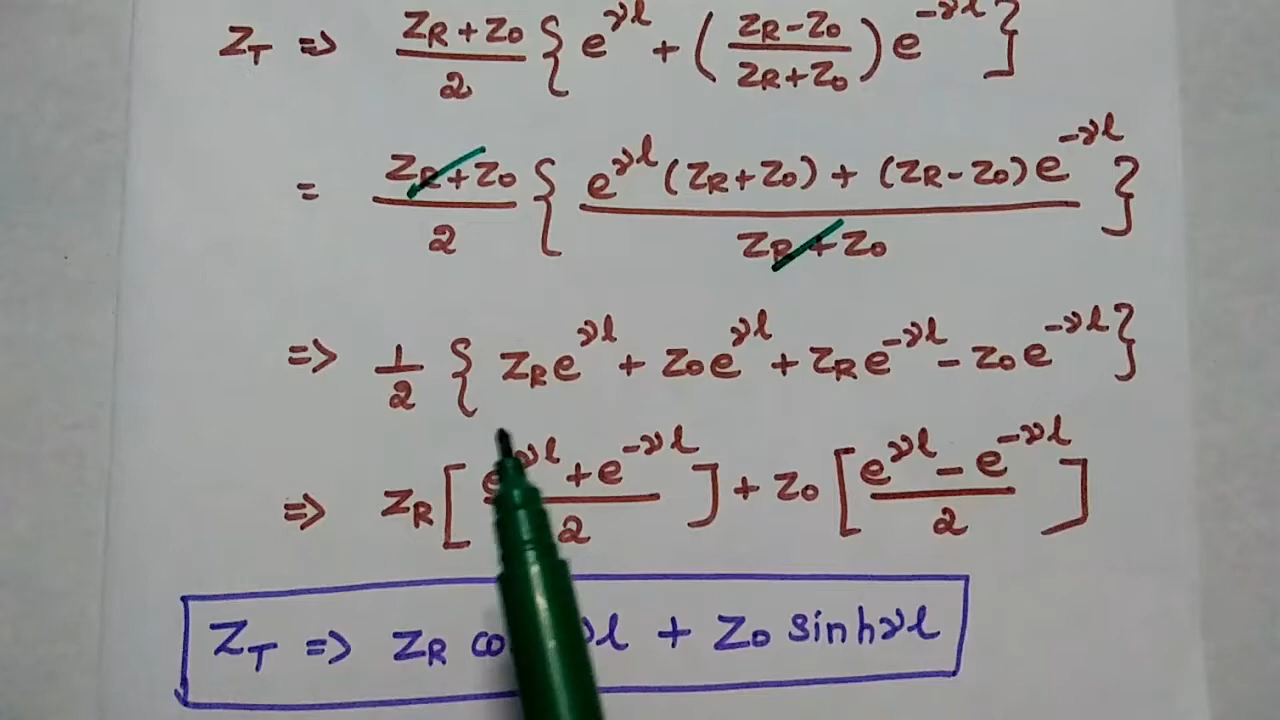 Z_T => Z_R+Z_0/2 { e^γl + (Z_R-Z_0/Z_R+Z_0) e^-γl }
= Z_R+Z_0/2 { e^γl (Z_R+Z_0) + (Z_R-Z_0) e^-γl / Z_R+Z_0 }
=> 1/2 { Z_R e^γl + Z_0 e^γl + Z_R e^-γl - Z_0 e^-γl }
=> Z_R [ e^γl + e^-γl / 2 ] + Z_0 [ e^γl - e^-γl / 2 ]
Z_T => Z_R γl + Z_0 sinhγl